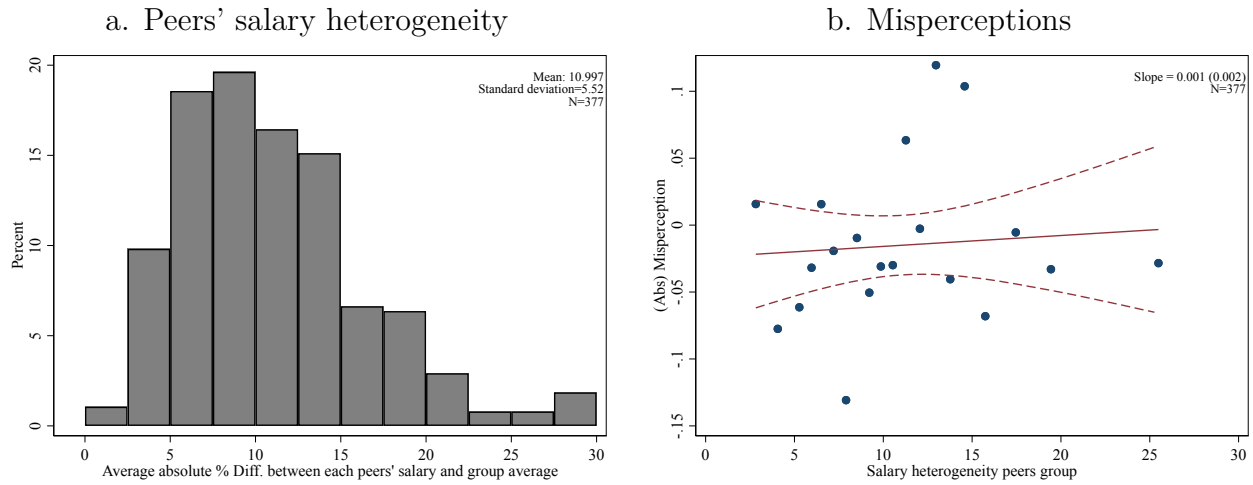 a. Peers' salary heterogeneity
Mean: 10.997
Standard deviation=5.52
N=377
20
15
10
5
0
Percent
0 5 10 15 20 25 30
Average absolute % Diff. between each peers' salary and group average
b. Misperceptions
Slope = 0.001 (0.002)
N=377
.1
.05
0
-.05
-.1
-.15
(Abs) Misperception
0 5 10 15 20 25 30
Salary heterogeneity peers group